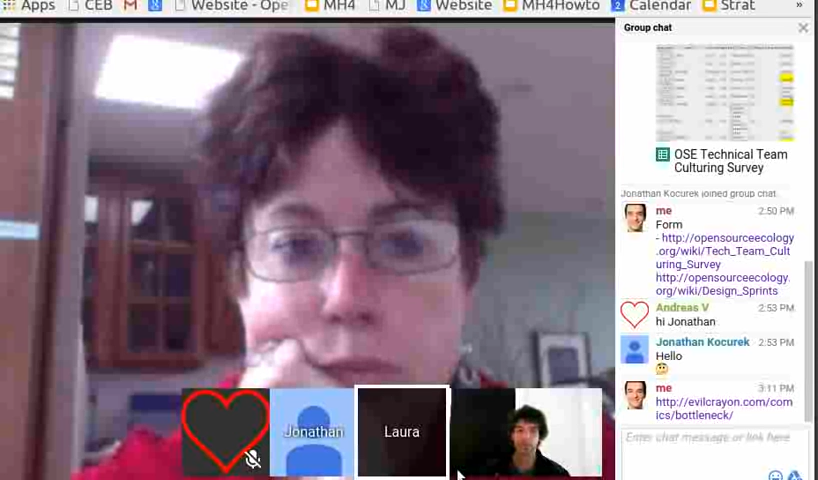 Apps CEB Website - Ope MH4 MJ Website MH4Howto 2 Calendar Strat »
Group chat
OSE Technical Team
Culturing Survey
Jonathan Kocurek joined group chat.
me 2:50 PM
Form
- http://opensourceecology
.org/wiki/Tech_Team_Cult
uring_Survey
http://opensourceecology.
org/wiki/Design_Sprints
Andreas V 2:53 PM
hi Jonathan
Jonathan Kocurek 2:53 PM
Hello
me 3:11 PM
http://evilcrayon.com/com
ics/bottleneck/
Enter chat message or link here
Jonathan
Laura